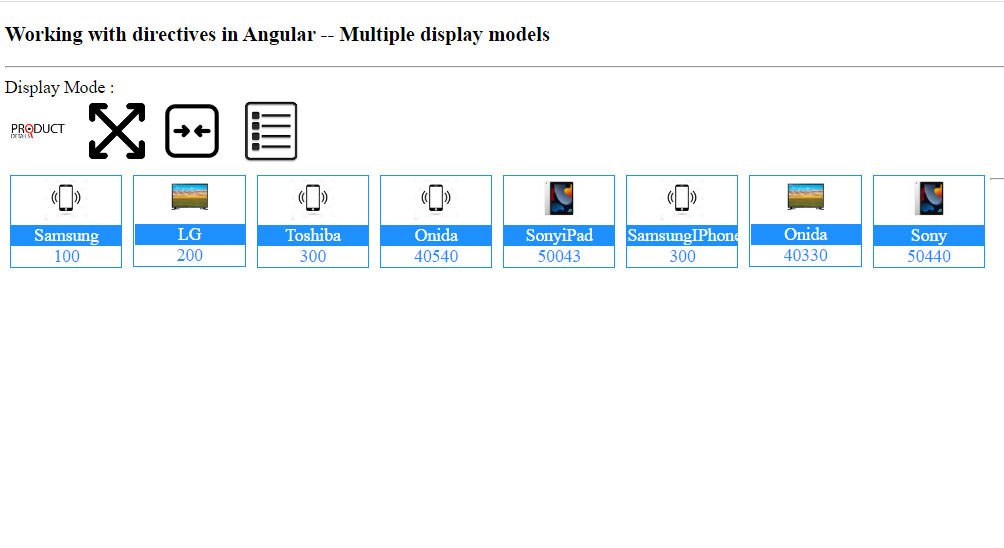 Working with directives in Angular -- Multiple display models
Display Mode :
PRODUCT
DETAILS
Samsung LG Toshiba Onida SonyiPad SamsungIPhone Onida Sony
100 200 300 40540 50043 300 40330 50440